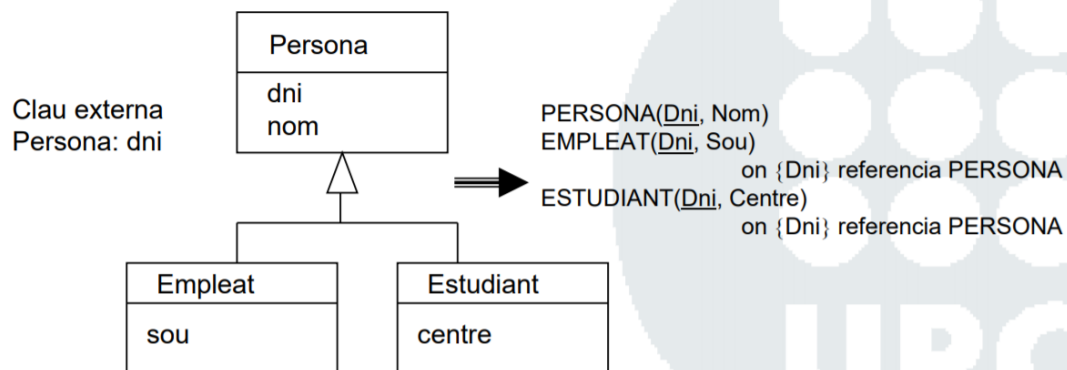 Persona
dni
nom
Clau externa
Persona: dni
PERSONA(Dni, Nom)
EMPLEAT(Dni, Sou)
on {Dni} referencia PERSONA
ESTUDIANT(Dni, Centre)
on {Dni} referencia PERSONA
Empleat
sou
Estudiant
centre
UPC